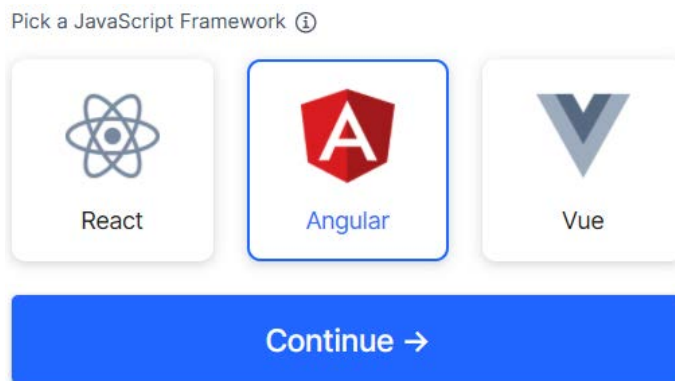 Pick a JavaScript Framework ⓘ
A
React Angular Vue
Continue →